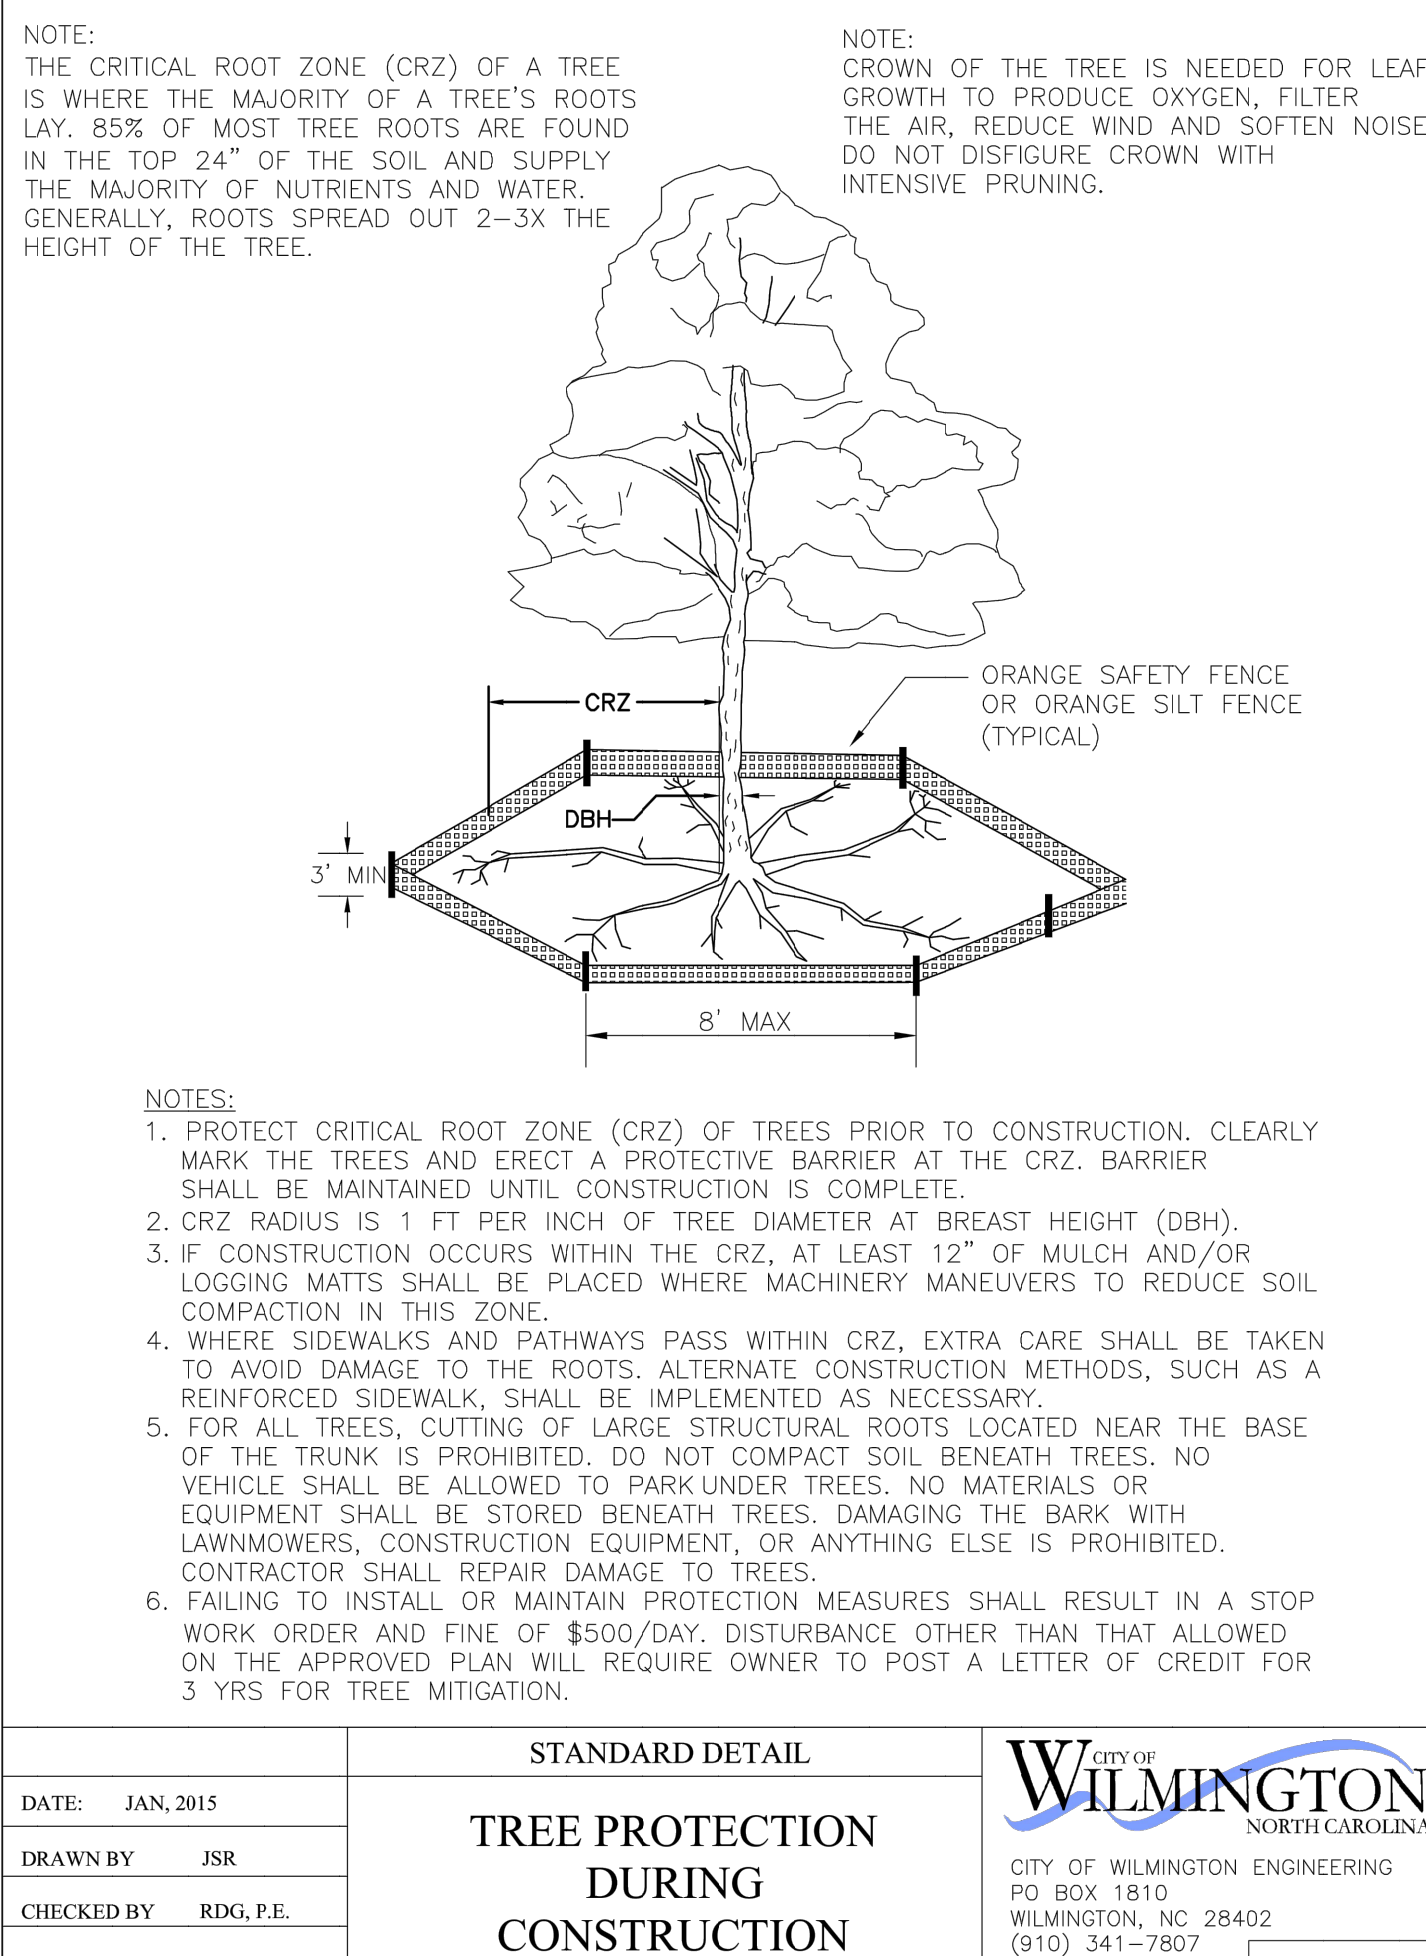 NOTE:
THE CRITICAL ROOT ZONE (CRZ) OF A TREE
IS WHERE THE MAJORITY OF A TREE'S ROOTS
LAY. 85% OF MOST TREE ROOTS ARE FOUND
IN THE TOP 24" OF THE SOIL AND SUPPLY
THE MAJORITY OF NUTRIENTS AND WATER.
GENERALLY, ROOTS SPREAD OUT 2-3X THE
HEIGHT OF THE TREE.
NOTE:
CROWN OF THE TREE IS NEEDED FOR LEAF
GROWTH TO PRODUCE OXYGEN, FILTER
THE AIR, REDUCE WIND AND SOFTEN NOISE
DO NOT DISFIGURE CROWN WITH
INTENSIVE PRUNING.
ORANGE SAFETY FENCE
OR ORANGE SILT FENCE
(TYPICAL)
CRZ
DBH
3' MIN
8' MAX
NOTES:
1. PROTECT CRITICAL ROOT ZONE (CRZ) OF TREES PRIOR TO CONSTRUCTION. CLEARLY
MARK THE TREES AND ERECT A PROTECTIVE BARRIER AT THE CRZ. BARRIER
SHALL BE MAINTAINED UNTIL CONSTRUCTION IS COMPLETE.
2. CRZ RADIUS IS 1 FT PER INCH OF TREE DIAMETER AT BREAST HEIGHT (DBH).
3. IF CONSTRUCTION OCCURS WITHIN THE CRZ, AT LEAST 12" OF MULCH AND/OR
LOGGING MATTS SHALL BE PLACED WHERE MACHINERY MANEUVERS TO REDUCE SOIL
COMPACTION IN THIS ZONE.
4. WHERE SIDEWALKS AND PATHWAYS PASS WITHIN CRZ, EXTRA CARE SHALL BE TAKEN
TO AVOID DAMAGE TO THE ROOTS. ALTERNATE CONSTRUCTION METHODS, SUCH AS A
REINFORCED SIDEWALK, SHALL BE IMPLEMENTED AS NECESSARY.
5. FOR ALL TREES, CUTTING OF LARGE STRUCTURAL ROOTS LOCATED NEAR THE BASE
OF THE TRUNK IS PROHIBITED. DO NOT COMPACT SOIL BENEATH TREES. NO
VEHICLE SHALL BE ALLOWED TO PARK UNDER TREES. NO MATERIALS OR
EQUIPMENT SHALL BE STORED BENEATH TREES. DAMAGING THE BARK WITH
LAWNMOWERS, CONSTRUCTION EQUIPMENT, OR ANYTHING ELSE IS PROHIBITED.
CONTRACTOR SHALL REPAIR DAMAGE TO TREES.
6. FAILING TO INSTALL OR MAINTAIN PROTECTION MEASURES SHALL RESULT IN A STOP
WORK ORDER AND FINE OF $500/DAY. DISTURBANCE OTHER THAN THAT ALLOWED
ON THE APPROVED PLAN WILL REQUIRE OWNER TO POST A LETTER OF CREDIT FOR
3 YRS FOR TREE MITIGATION.
DATE: JAN, 2015
DRAWN BY JSR
CHECKED BY RDG, P.E.
STANDARD DETAIL
TREE PROTECTION
DURING
CONSTRUCTION
CITY OF
WILMINGTON
NORTH CAROLINA
CITY OF WILMINGTON ENGINEERING
PO BOX 1810
WILMINGTON, NC 28402
(910) 341-7807